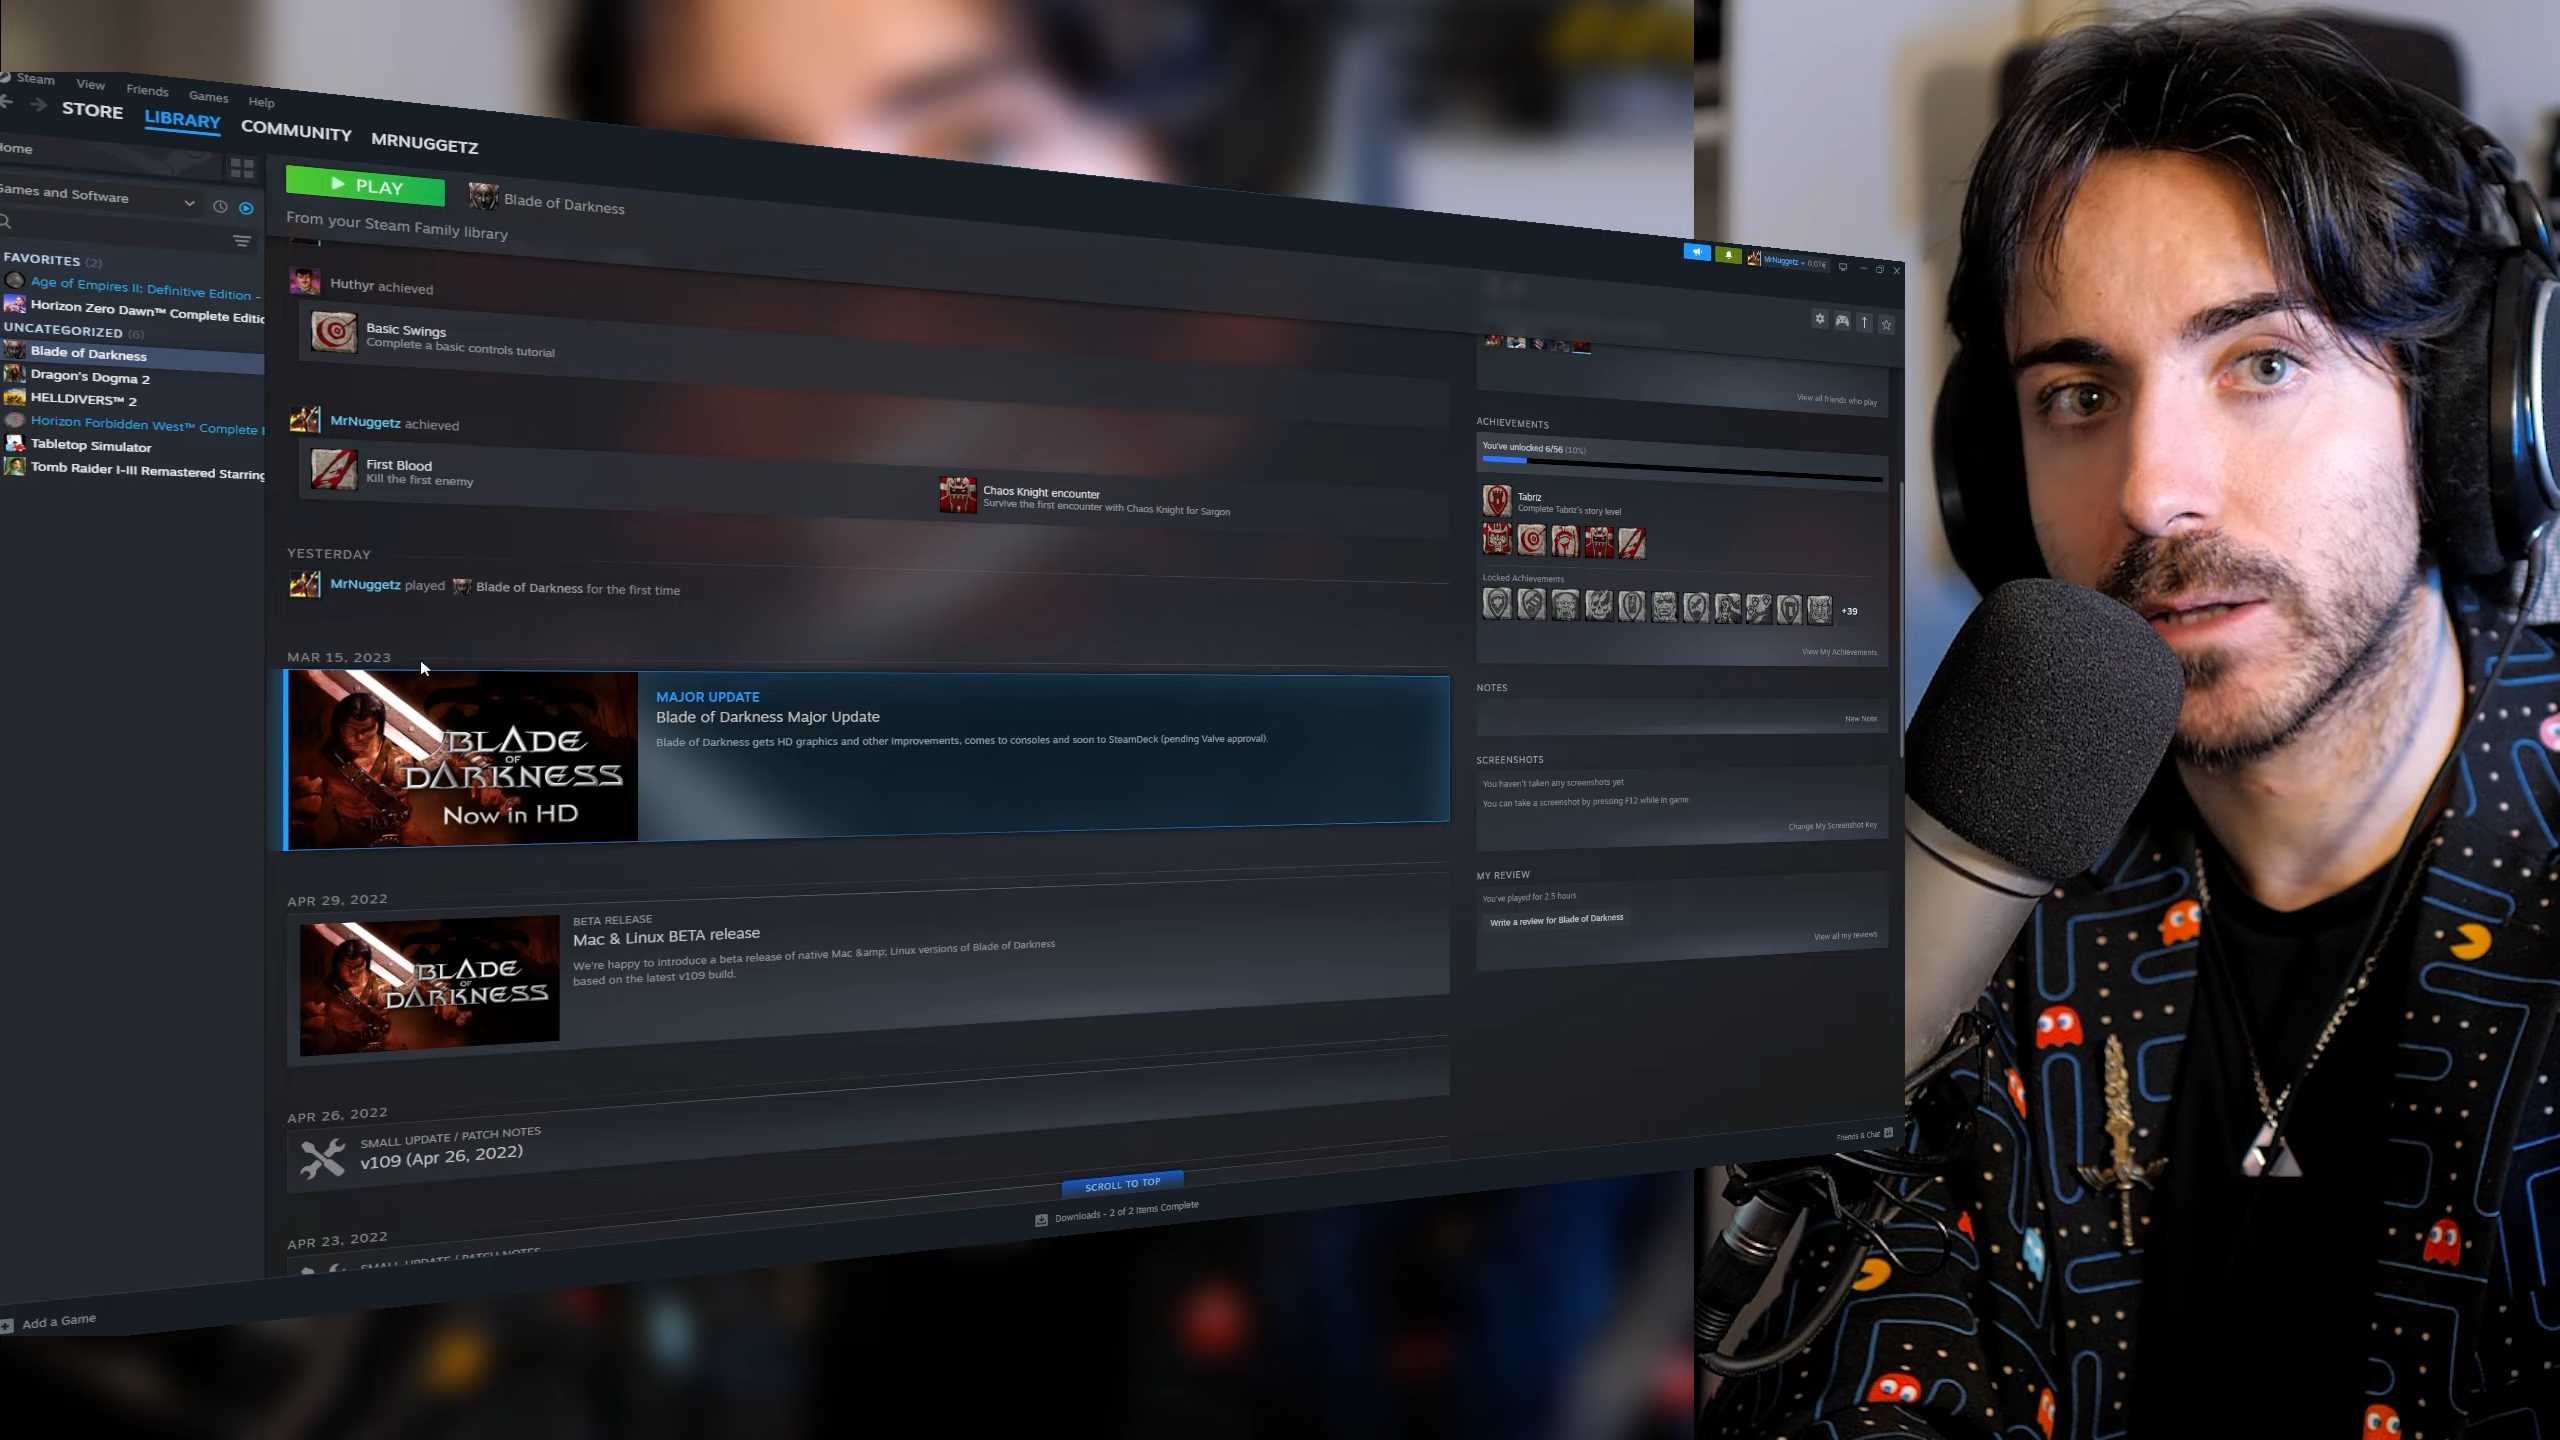 Steam View Friends Games Help
STORE LIBRARY COMMUNITY MRNUGGETZ
MrNuggetz 0,07€
Home
Games and Software
FAVORITES (2)
Age of Empires II: Definitive Edition -
Horizon Zero Dawn™ Complete Editic
UNCATEGORIZED (6)
Blade of Darkness
Dragon's Dogma 2
HELLDIVERS™ 2
Horizon Forbidden West™ Complete
Tabletop Simulator
Tomb Raider I-III Remastered Starring
Add a Game
PLAY
Blade of Darkness
From your Steam Family library
Huthyr achieved
Basic Swings
Complete a basic controls tutorial
MrNuggetz achieved
First Blood
Kill the first enemy
Chaos Knight encounter
Survive the first encounter with Chaos Knight for Sargon
YESTERDAY
MrNuggetz played Blade of Darkness for the first time
MAR 15, 2023
BLADE
OF
DARKNESS
Now in HD
MAJOR UPDATE
Blade of Darkness Major Update
Blade of Darkness gets HD graphics and other improvements, comes to consoles and soon to SteamDeck (pending Valve approval).
APR 29, 2022
BLADE
OF
DARKNESS
BETA RELEASE
Mac & Linux BETA release
We're happy to introduce a beta release of native Mac &amp; Linux versions of Blade of Darkness
based on the latest v109 build.
APR 26, 2022
SMALL UPDATE / PATCH NOTES
v109 (Apr 26, 2022)
APR 23, 2022
SMALL UPDATE / PATCH NOTES
SCROLL TO TOP
Downloads - 2 of 2 Items Complete
View all friends who play
ACHIEVEMENTS
You've unlocked 6/56 (10%)
Tabriz
Complete Tabriz's story level
Locked Achievements
+39
View My Achievements
NOTES
New Note
SCREENSHOTS
You haven't taken any screenshots yet
You can take a screenshot by pressing F12 while in game
Change My Screenshot Key
MY REVIEW
You've played for 2.5 hours
Write a review for Blade of Darkness
View all my reviews
Friends & Chat